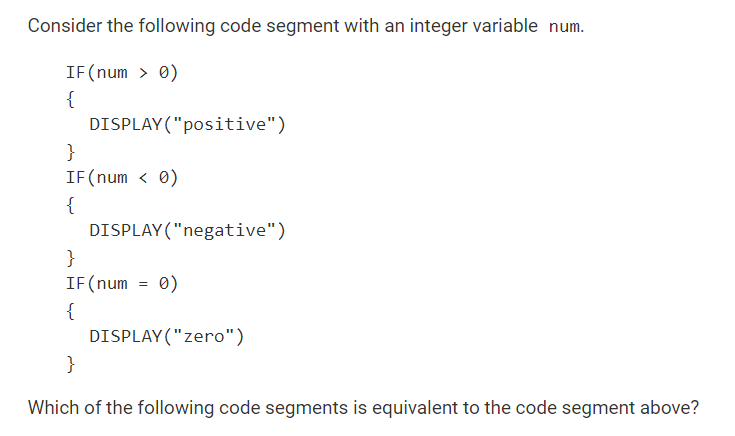 Consider the following code segment with an integer variable num.
IF(num > 0)
{
DISPLAY("positive")
}
IF(num < 0)
{
DISPLAY("negative")
}
IF(num = 0)
{
DISPLAY("zero")
}
Which of the following code segments is equivalent to the code segment above?